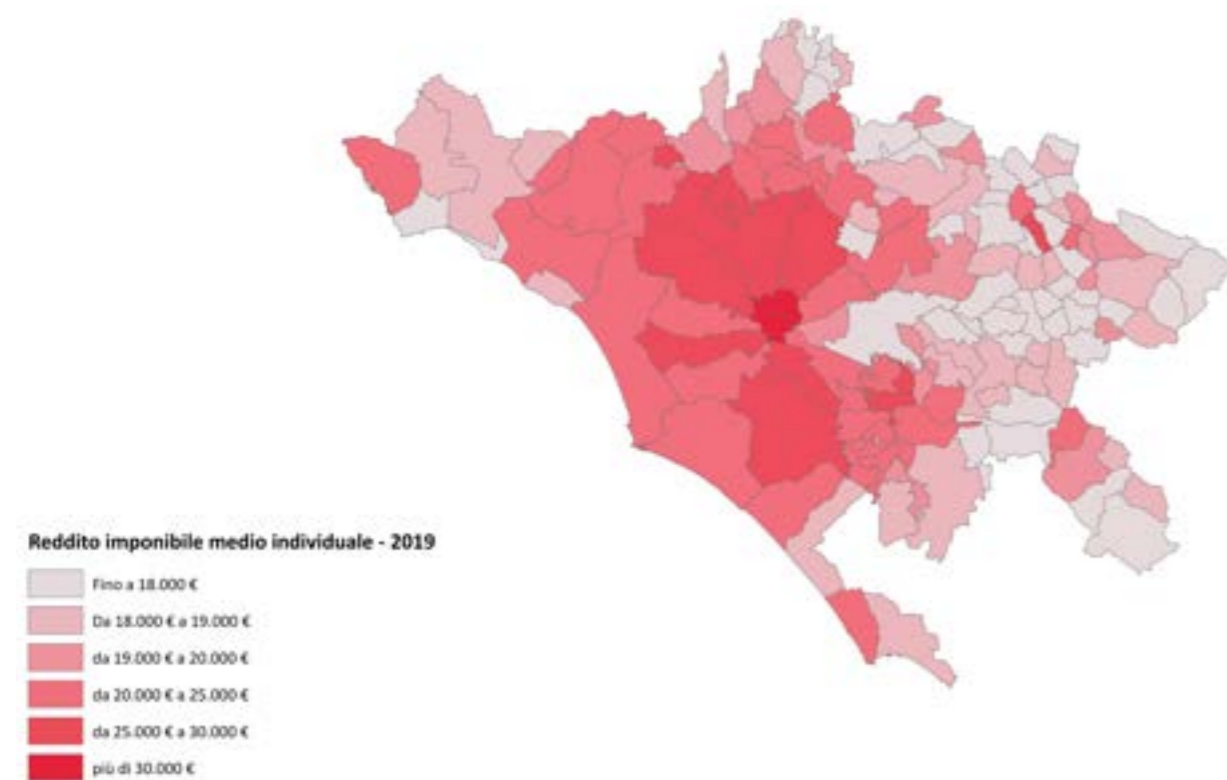 Reddito imponibile medio individuale - 2019
Fino a 18.000 €
Da 18.000 € a 19.000 €
da 19.000 € a 20.000 €
da 20.000 € a 25.000 €
da 25.000 € a 30.000 €
più di 30.000 €